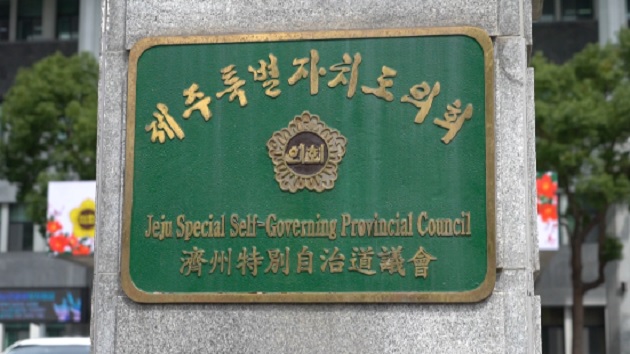 제주특별자치도의회
의회
Jeju Special Self-Governing Provincial Council
濟州特別自治道議會